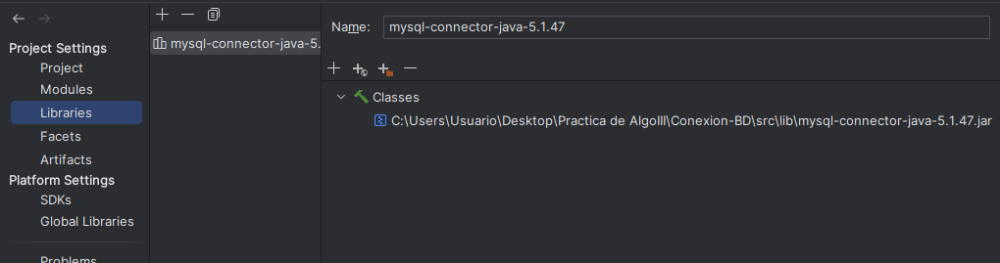 Project Settings
Project
Modules
Libraries
Facets
Artifacts
Platform Settings
SDKs
Global Libraries
Problems
mysql-connector-java-5.
Name: mysql-connector-java-5.1.47
Classes
C:\Users\Usuario\Desktop\Practica de AlgoIII\Conexion-BD\src\lib\mysql-connector-java-5.1.47.jar